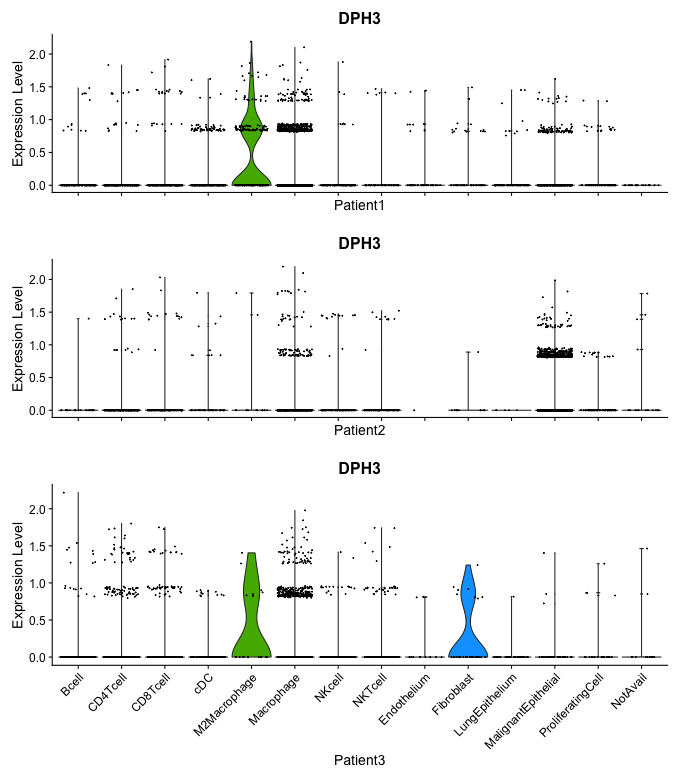 DPH3
Expression Level
2.0
1.5
1.0
0.5
0.0
Patient1
DPH3
Expression Level
2.0
1.5
1.0
0.5
0.0
Patient2
DPH3
Expression Level
2.0
1.5
1.0
0.5
0.0
Bcell
CD4Tcell
CD8Tcell
cDC
M2Macrophage
Macrophage
NKcell
NKTcell
Endothelium
Fibroblast
LungEpithelium
MalignantEpithelial
ProliferatingCell
NotAvail
Patient3